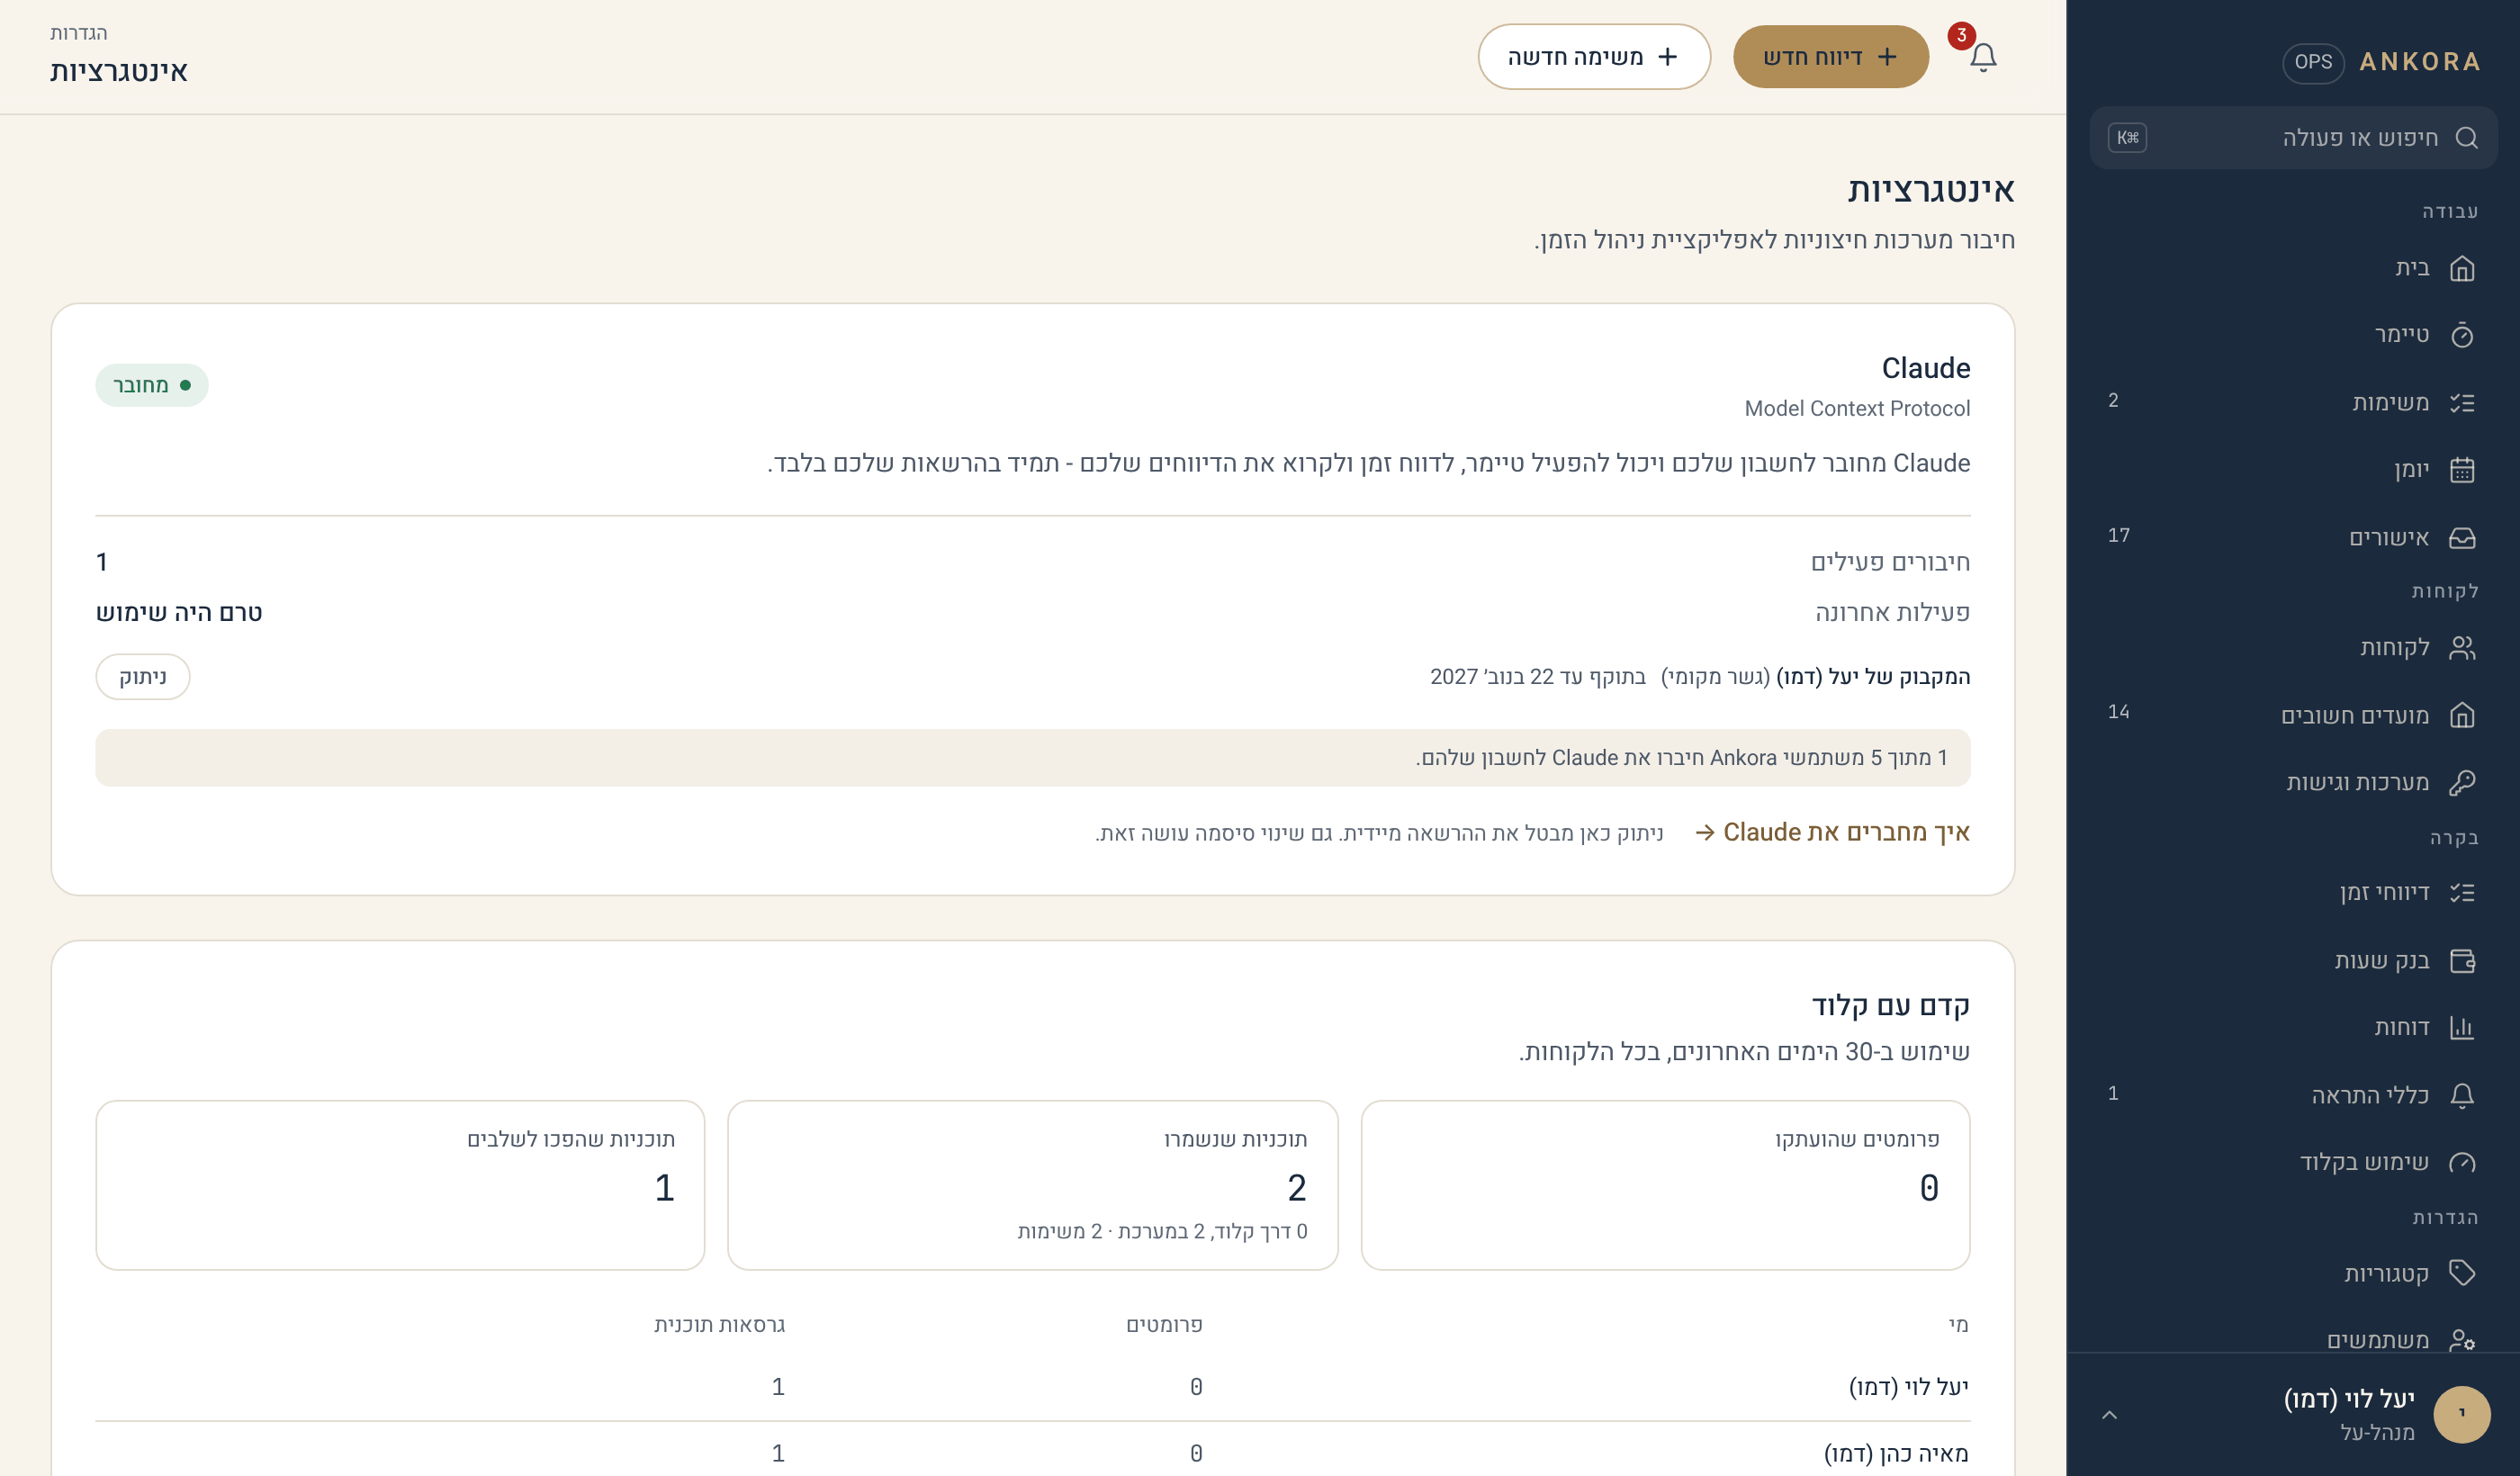 ANKORA OPS
חיפוש או פעולה ⌘K
עבודה
בית
טיימר
משימות 2
יומן
אישורים 17
לקוחות
לקוחות
מועדים חשובים 14
מערכות וגישות
בקרה
דיווחי זמן
בנק שעות
דוחות
כללי התראה 1
שימוש בקלוד
הגדרות
קטגוריות
משתמשים
י
יעל לוי (דמו)
מנהל-על
3
+ דיווח חדש
+ משימה חדשה
הגדרות
אינטגרציות
אינטגרציות
חיבור מערכות חיצוניות לאפליקציית ניהול הזמן.
Claude
Model Context Protocol
מחובר
Claude מחובר לחשבון שלכם ויכול להפעיל טיימר, לדווח זמן ולקרוא את הדיווחים שלכם - תמיד בהרשאות שלכם בלבד.
חיבורים פעילים 1
פעילות אחרונה טרם היה שימוש
המקבוק של יעל (דמו) (גשר מקומי) בתוקף עד 22 בנוב׳ 2027 ניתוק
1 מתוך 5 משתמשי Ankora חיברו את Claude לחשבון שלהם.
איך מחברים את Claude → ניתוק כאן מבטל את ההרשאה מיידית. גם שינוי סיסמה עושה זאת.
קדם עם קלוד
שימוש ב-30 הימים האחרונים, בכל הלקוחות.
פרומטים שהועתקו
0
תוכניות שנשמרו
2
0 דרך קלוד, 2 במערכת · 2 משימות
תוכניות שהפכו לשלבים
1
מי פרומטים גרסאות תוכנית
יעל לוי (דמו) 0 1
מאיה כהן (דמו) 0 1